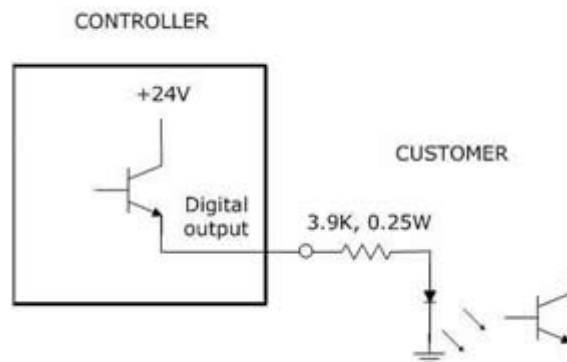 CONTROLLER
+24V
CUSTOMER
Digital
output
3.9K, 0.25W